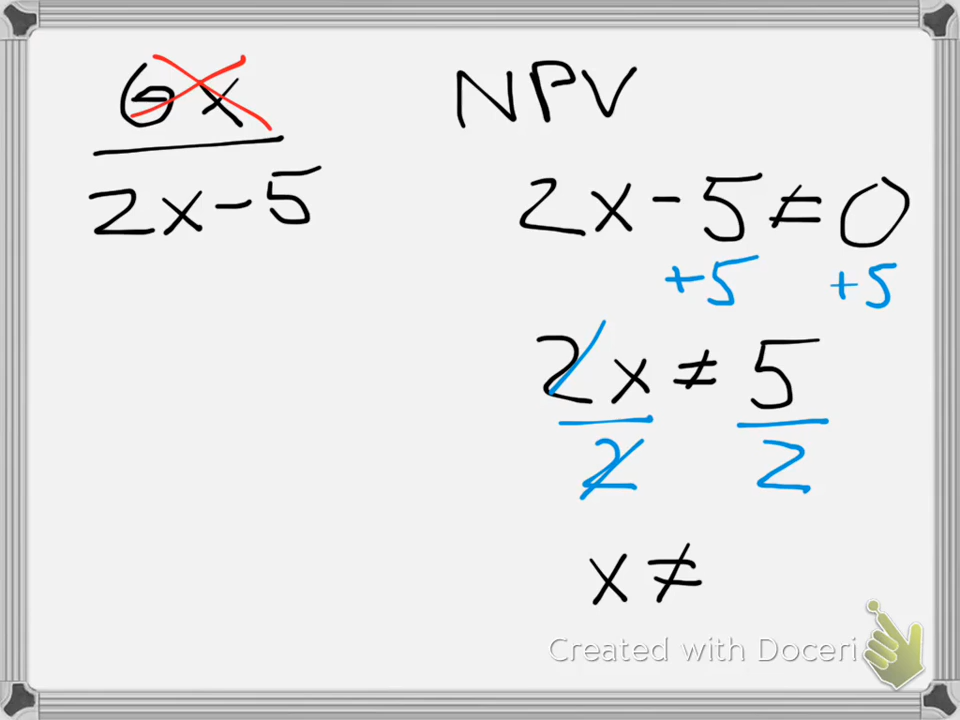 6x NPV
2x-5
2x-5≠0
+5 +5
2x≠5
2 2
x≠
Created with Doceri